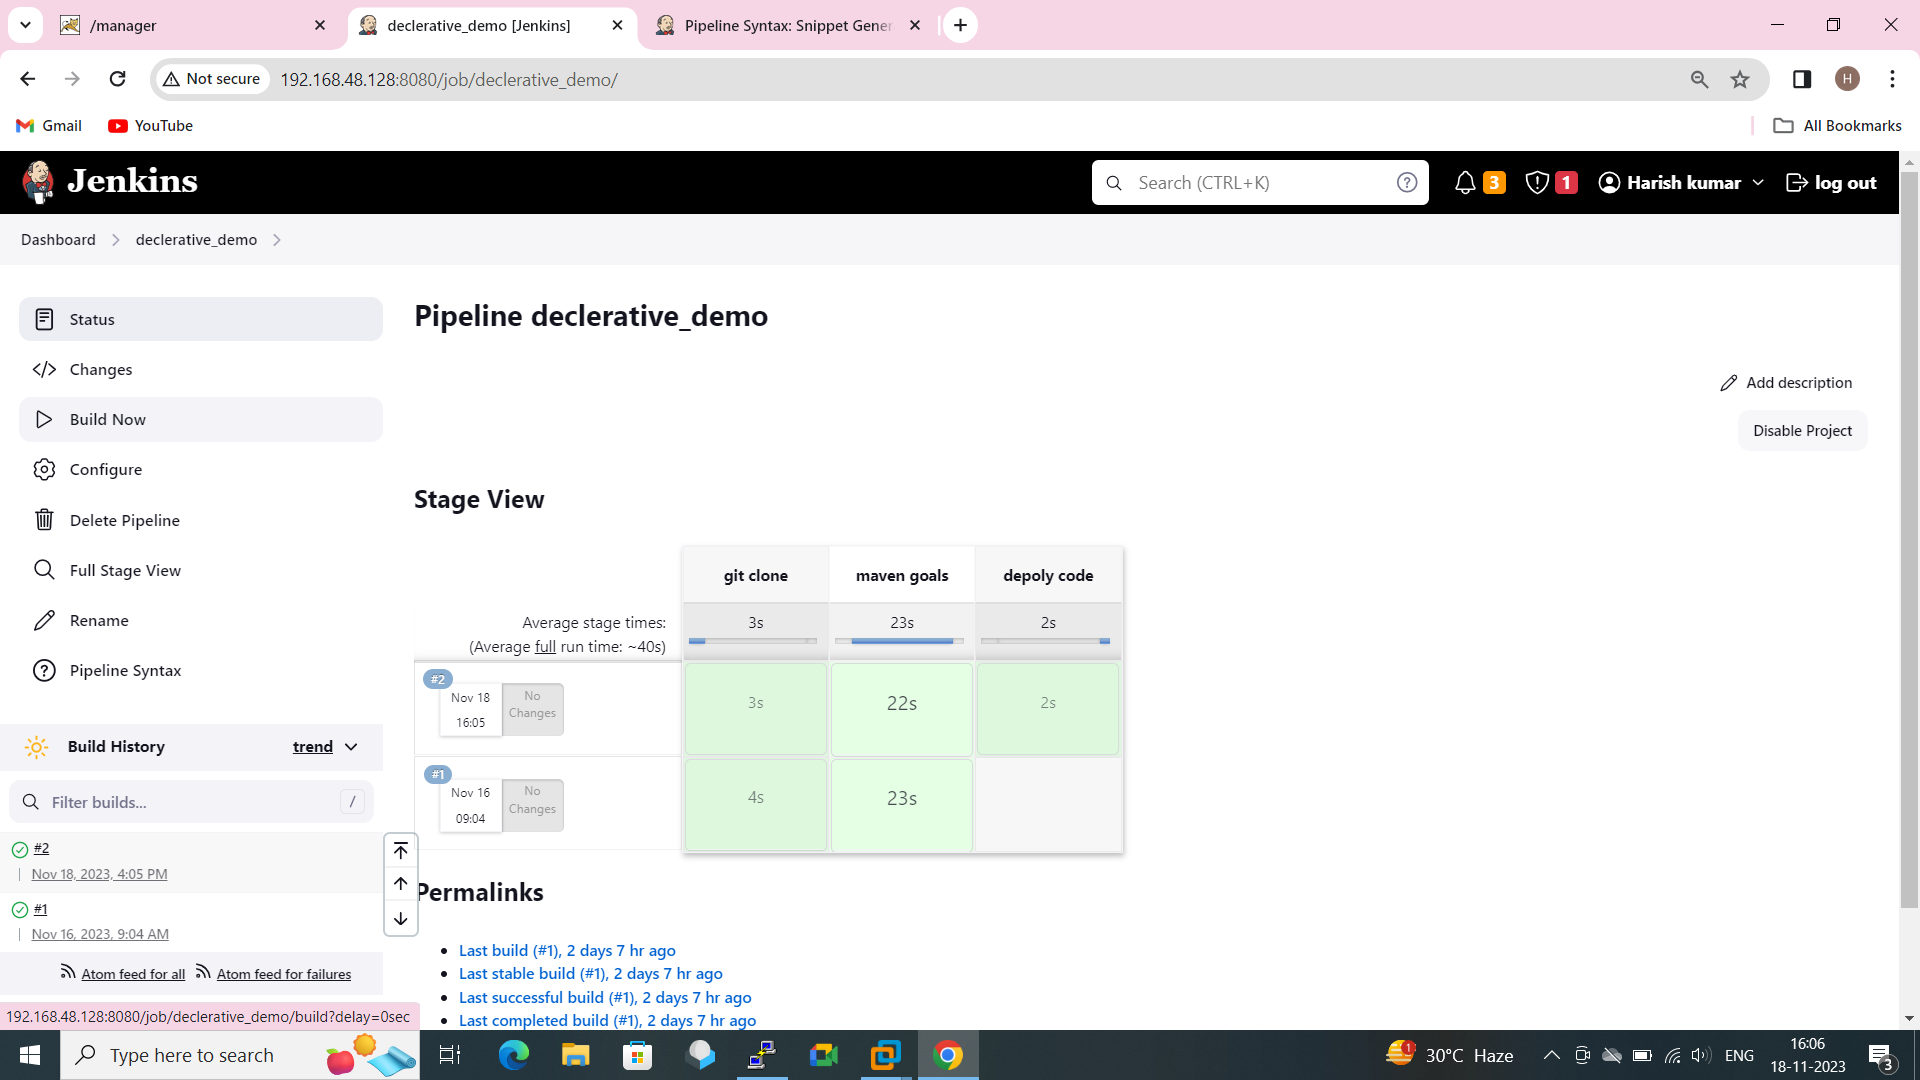 /manager
declerative_demo [Jenkins]
Pipeline Syntax: Snippet Gener
Not secure
192.168.48.128:8080/job/declerative_demo/
H
Gmail
YouTube
All Bookmarks
Jenkins
Search (CTRL+K)
?
3
1
Harish kumar
log out
Dashboard
declerative_demo
Status
Changes
Build Now
Configure
Delete Pipeline
Full Stage View
Rename
Pipeline Syntax
Build History
trend
Filter builds...
/
#2
Nov 18, 2023, 4:05 PM
#1
Nov 16, 2023, 9:04 AM
Atom feed for all
Atom feed for failures
Pipeline declerative_demo
Add description
Disable Project
Stage View
git clone
maven goals
depoly code
Average stage times:
(Average full run time: ~40s)
3s
23s
2s
#2
Nov 18
16:05
No
Changes
3s
22s
2s
#1
Nov 16
09:04
No
Changes
4s
23s
Permalinks
Last build (#1), 2 days 7 hr ago
Last stable build (#1), 2 days 7 hr ago
Last successful build (#1), 2 days 7 hr ago
Last completed build (#1), 2 days 7 hr ago
192.168.48.128:8080/job/declerative_demo/build?delay=0sec
Type here to search
1
30°C Haze
ENG
16:06
18-11-2023
3